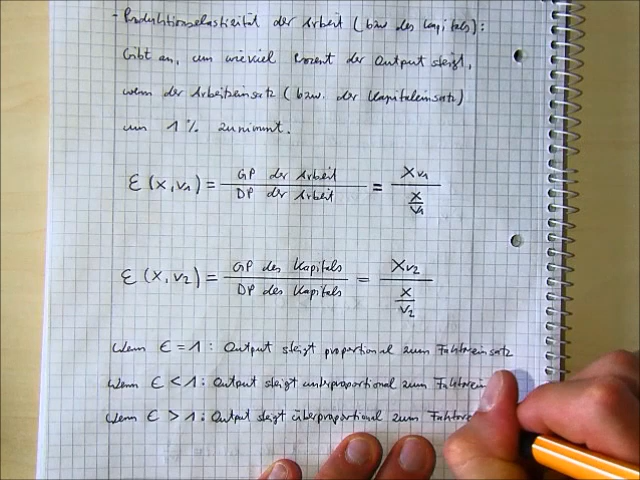 - Produktionselastizität der Arbeit (bzw des Kapitals):
Gibt an, um wieviel Prozent der Output steigt,
wenn der Arbeitseinsatz (bzw. der Kapitaleinsatz)
um 1% zunimmt.
ε(x,v₁) = GP der Arbeit / DP der Arbeit = Xv₁ / (x/v₁)
ε(x,v₂) = GP des Kapitals / DP des Kapitals = Xv₂ / (x/v₂)
Wenn ε = 1: Output steigt proportional zum Faktoreinsatz
Wenn ε < 1: Output steigt unterproportional zum Faktorein
Wenn ε > 1: Output steigt überproportional zum